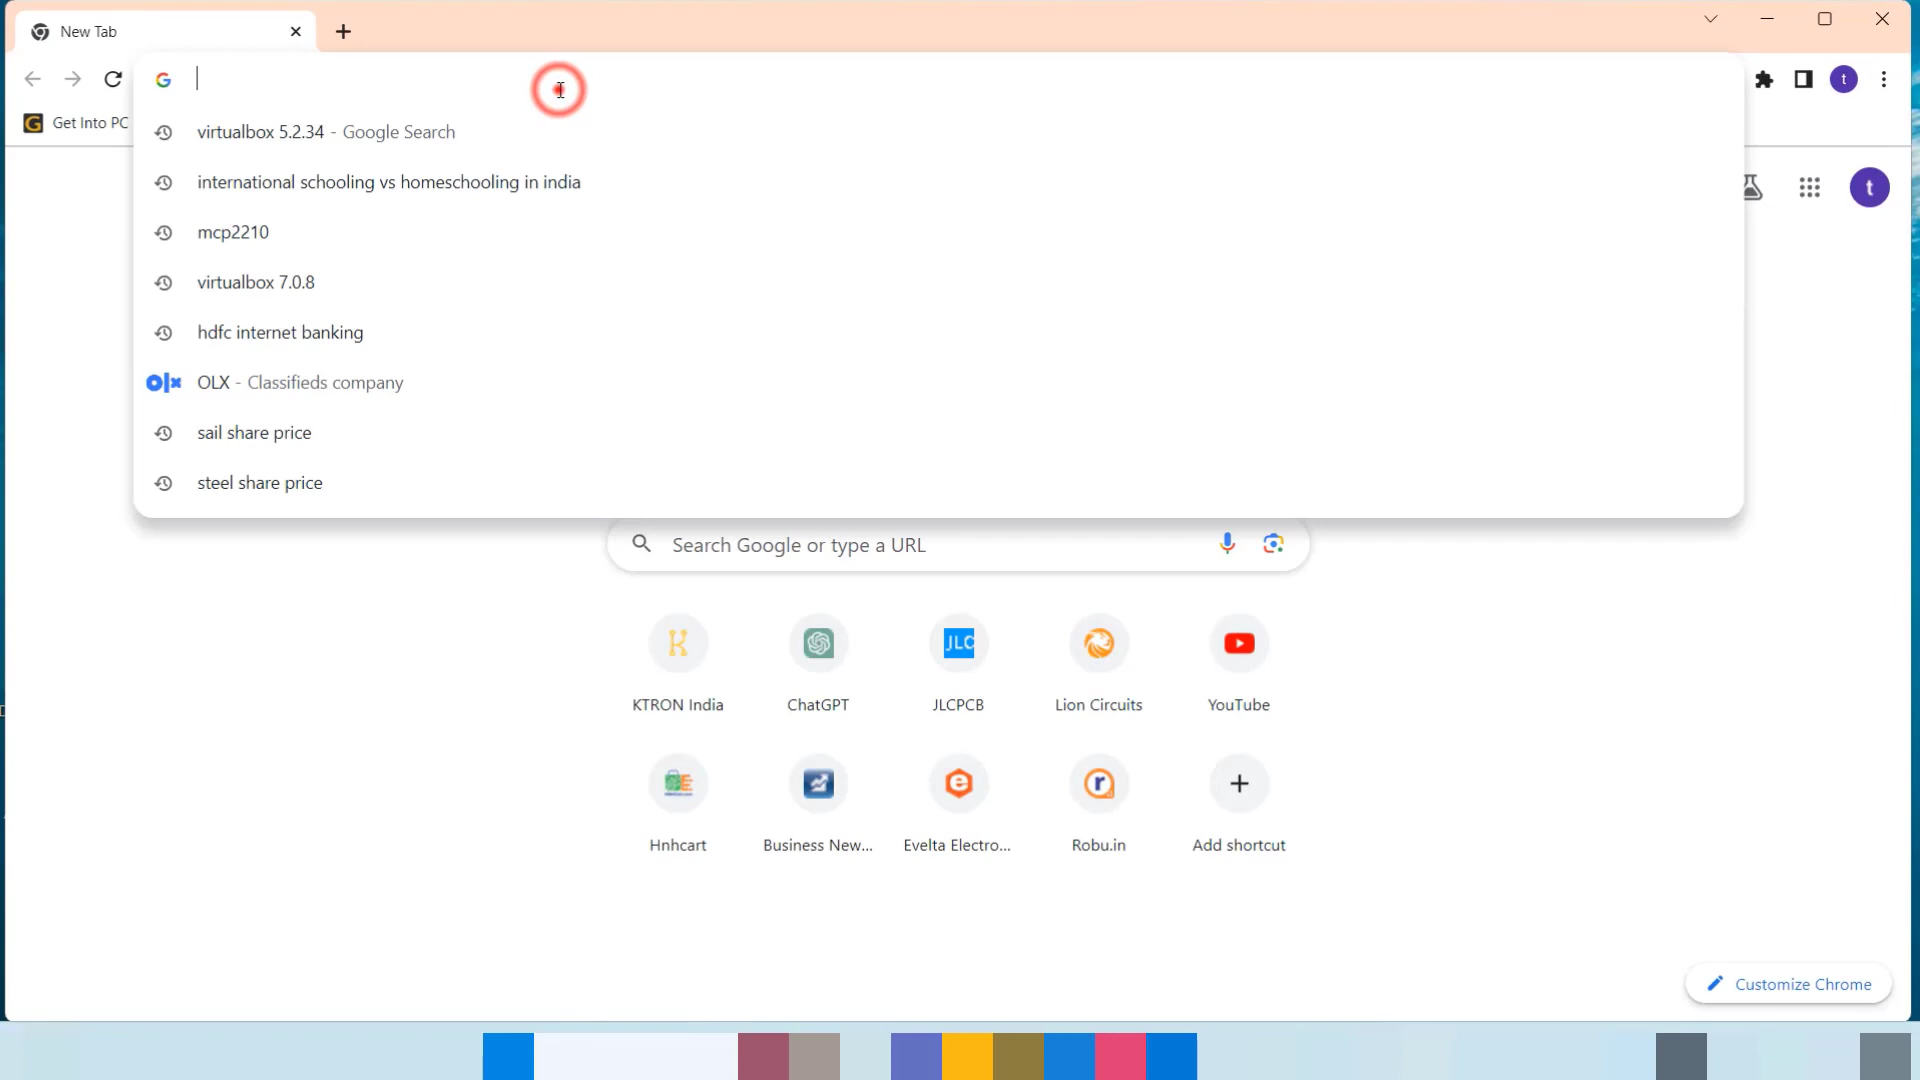 New Tab
Get Into PC
virtualbox 5.2.34 - Google Search
international schooling vs homeschooling in india
mcp2210
virtualbox 7.0.8
hdfc internet banking
olx OLX - Classifieds company
sail share price
steel share price
t
t
Search Google or type a URL
JLC
KTRON India ChatGPT JLCPCB Lion Circuits YouTube
Hnhcart Business New... Evelta Electro... Robu.in Add shortcut
Customize Chrome